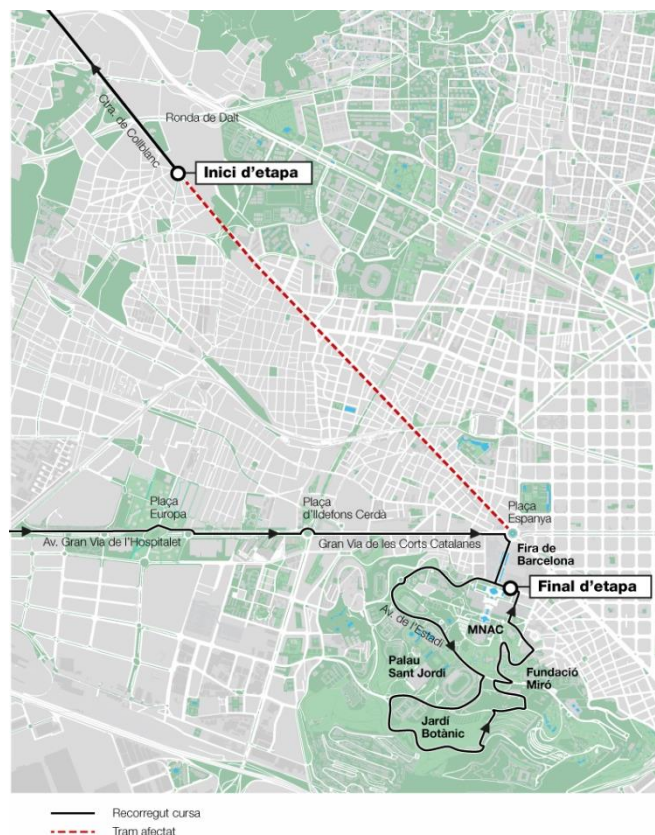 Ronda de Dalt
Ctra. de Collblanc
Inici d'etapa
Plaça
Europa
Plaça
d'Ildefons Cerdà
Plaça
Espanya
Av. Gran Via de l'Hospitalet
Gran Via de les Corts Catalanes
Fira de
Barcelona
Final d'etapa
MNAC
Av. de l'Estadi
Palau
Sant Jordi
Fundació
Miró
Jardí
Botànic
Recorregut cursa
Tram afectat